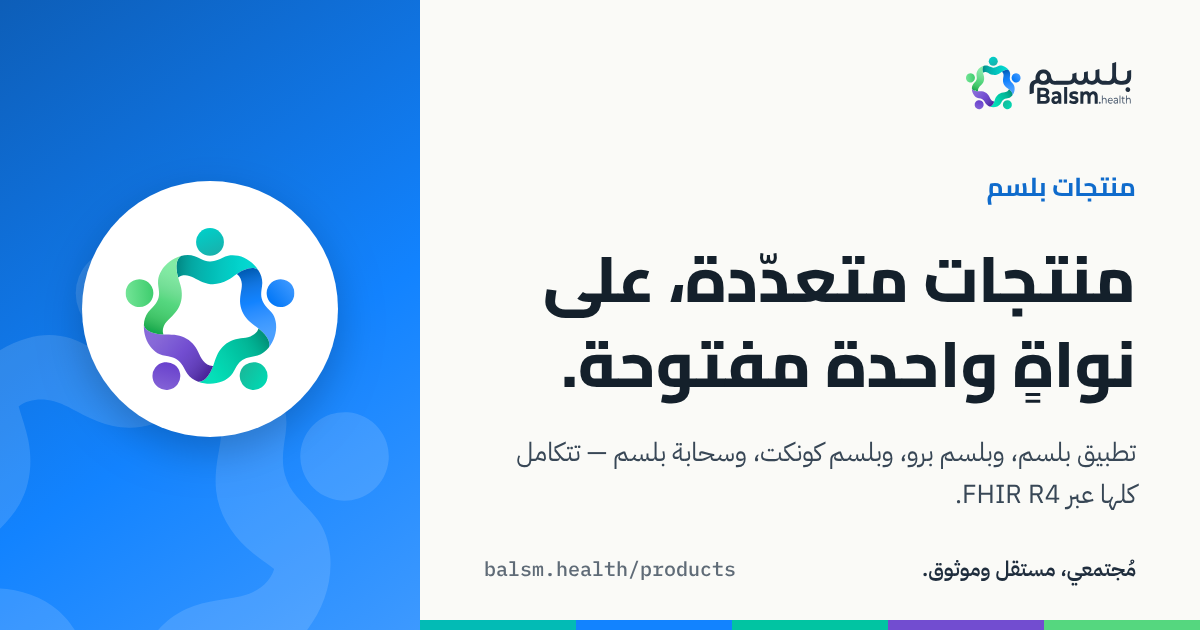 بلسم
Balsm.health
منتجات بلسم
منتجات متعدّدة، على
نواةٍ واحدة مفتوحة.
تطبيق بلسم، وبلسم برو، وبلسم كونكت، وسحابة بلسم — تتكامل
كلها عبر FHIR R4.
مُجتمعي، مستقل وموثوق.
balsm.health/products